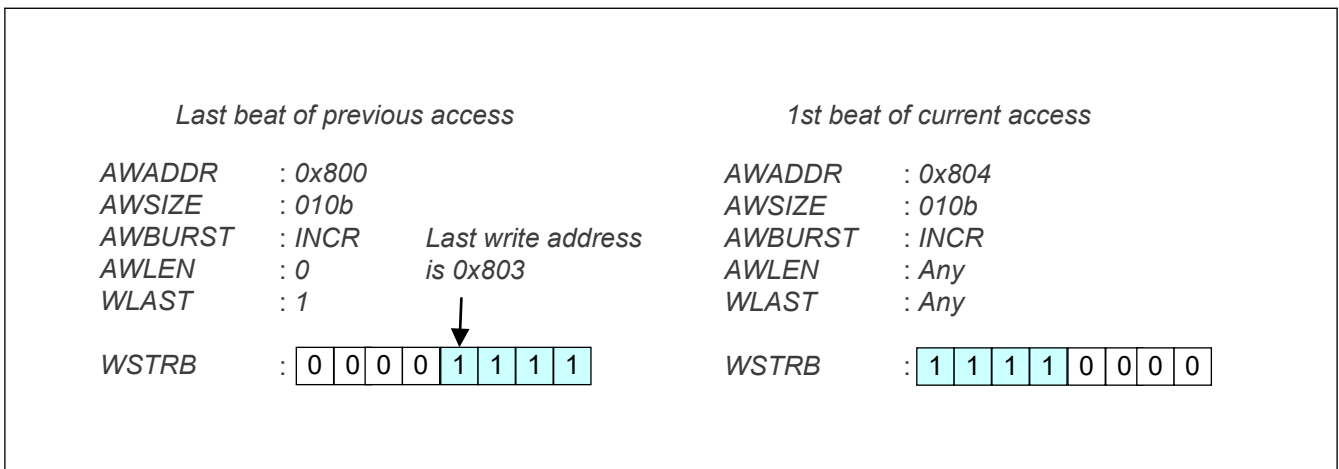 Last beat of previous access
AWADDR : 0x800
AWSIZE : 010b
AWBURST : INCR
AWLEN : 0
WLAST : 1
Last write address
is 0x803
WSTRB : 0 0 0 0 1 1 1 1
1st beat of current access
AWADDR : 0x804
AWSIZE : 010b
AWBURST : INCR
AWLEN : Any
WLAST : Any
WSTRB : 1 1 1 1 0 0 0 0